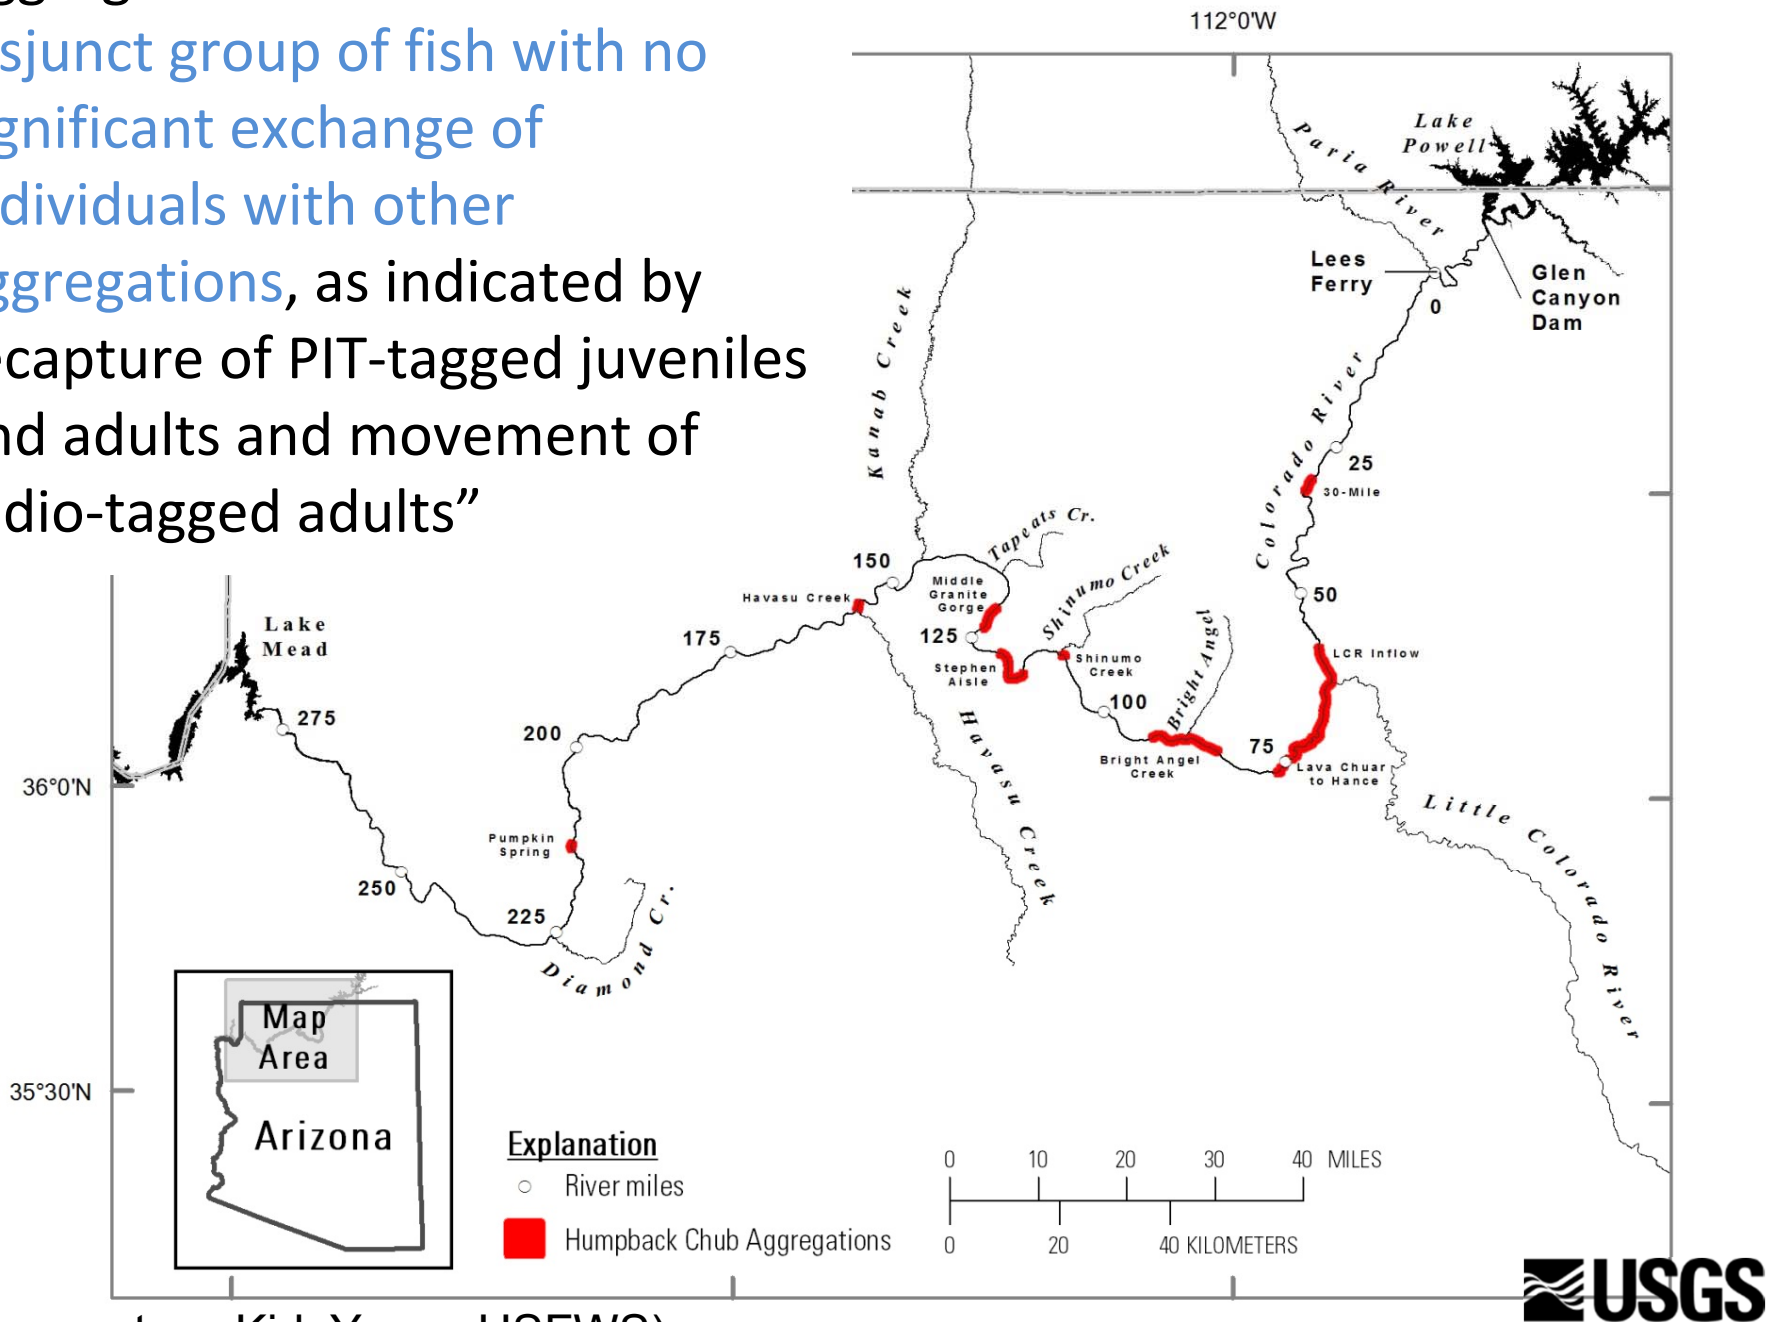 sjunct group of fish with no
gnificant exchange of
dividuals with other
ggregations, as indicated by
ecapture of PIT-tagged juveniles
nd adults and movement of
dio-tagged adults”
112°0'W
Lake
Powell
Paria River
Lees
Ferry
0
Glen
Canyon
Dam
Kanab Creek
Colorado River
25
30-Mile
50
LCR Inflow
Tapeats Cr.
Shinumo Creek
Bright Angel
150
Middle
Granite
Gorge
Havasu Creek
125
Stephen
Aisle
Shinumo
Creek
100
Bright Angel
Creek
75
Lava Chuar
to Hance
Little Colorado River
Havasu Creek
175
200
Lake
Mead
275
36°0'N
Pumpkin
Spring
250
225
Diamond Cr.
35°30'N
Map
Area
Arizona
Explanation
River miles
Humpback Chub Aggregations
0 10 20 30 40 MILES
0 20 40 KILOMETERS
USGS